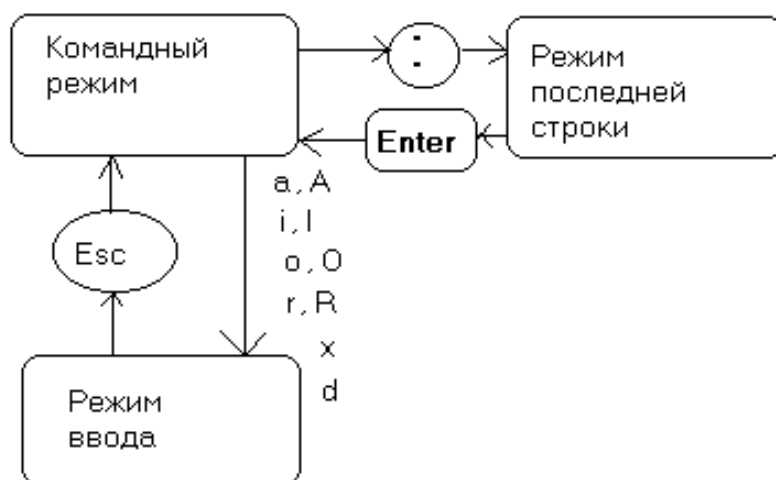 Командный
режим
:
Режим
последней
строки
Enter
a, A
i, I
o, O
r, R
x
d
Esc
Режим
ввода